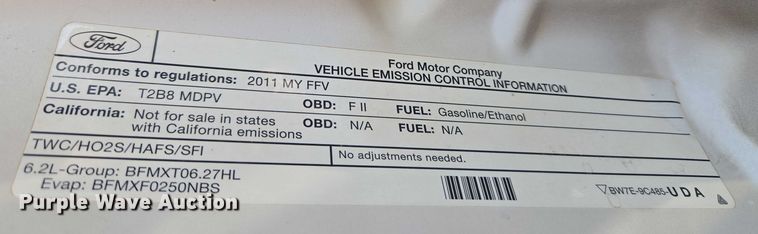 Ford
Ford Motor Company
VEHICLE EMISSION CONTROL INFORMATION
Conforms to regulations: 2011 MY FFV
U.S. EPA: T2B8 MDPV OBD: F II FUEL: Gasoline/Ethanol
California: Not for sale in states with California emissions OBD: N/A FUEL: N/A
TWC/HO2S/HAFS/SFI
No adjustments needed.
6.2L-Group: BFMXT06.27HL
Evap: BFMXF0250NBS
BW7E-9C485-UDA
Purple Wave Auction